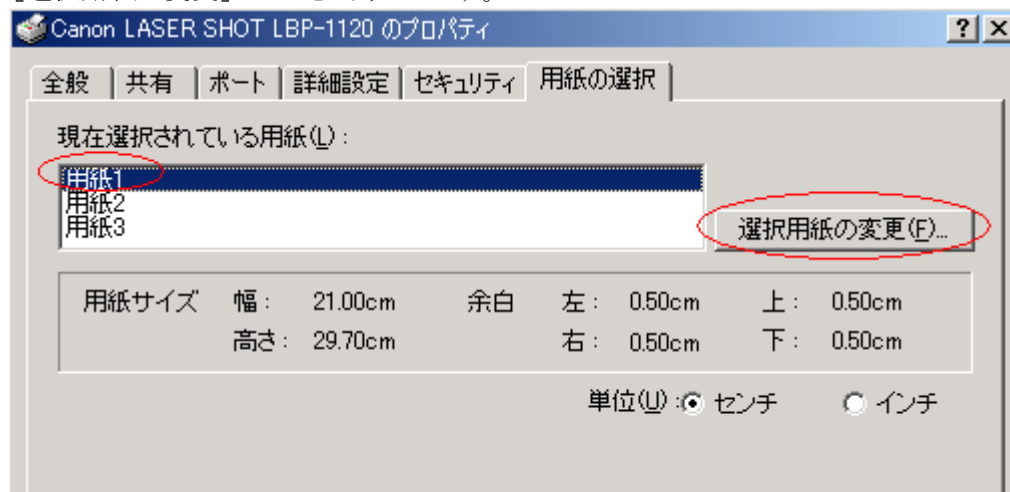 Canon LASER SHOT LBP-1120 のプロパティ
全般 共有 ポート 詳細設定 セキュリティ 用紙の選択
現在選択されている用紙(L):
用紙1
用紙2
用紙3
選択用紙の変更(F)...
用紙サイズ 幅: 21.00cm 余白 左: 0.50cm 上: 0.50cm
高さ: 29.70cm 右: 0.50cm 下: 0.50cm
単位(U): センチ インチ